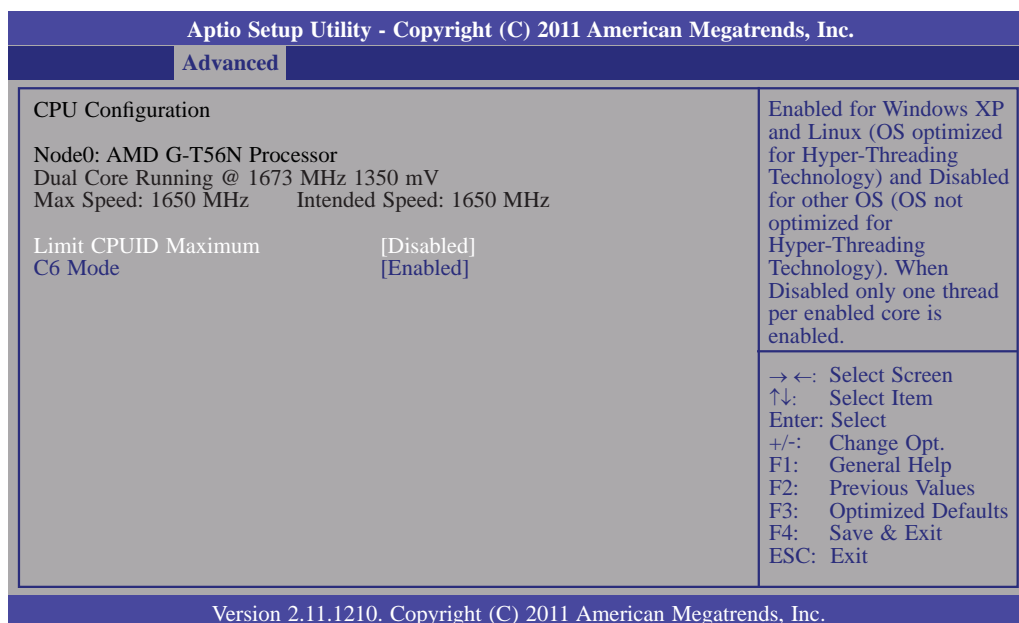 Aptio Setup Utility - Copyright (C) 2011 American Megatrends, Inc.
Advanced
CPU Configuration
Node0: AMD G-T56N Processor
Dual Core Running @ 1673 MHz 1350 mV
Max Speed: 1650 MHz Intended Speed: 1650 MHz
Limit CPUID Maximum [Disabled]
C6 Mode [Enabled]
Enabled for Windows XP
and Linux (OS optimized
for Hyper-Threading
Technology) and Disabled
for other OS (OS not
optimized for
Hyper-Threading
Technology). When
Disabled only one thread
per enabled core is
enabled.
→←: Select Screen
↑↓: Select Item
Enter: Select
+/-: Change Opt.
F1: General Help
F2: Previous Values
F3: Optimized Defaults
F4: Save & Exit
ESC: Exit
Version 2.11.1210. Copyright (C) 2011 American Megatrends, Inc.